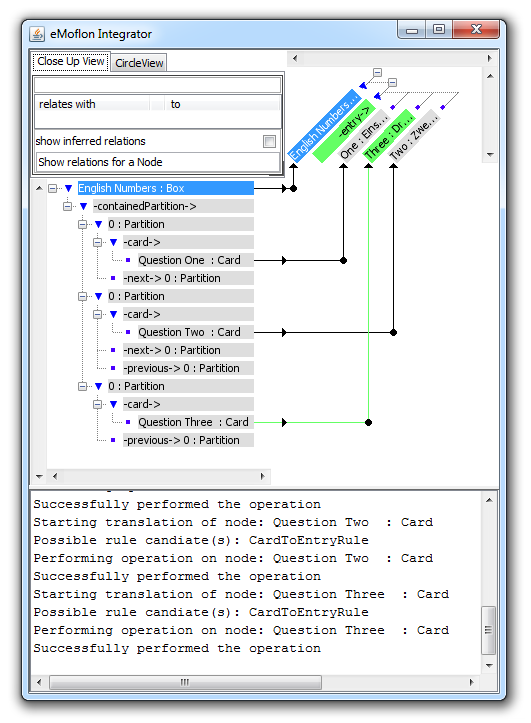 eMoflon Integrator
Close Up View CircleView
relates with to
show inferred relations
Show relations for a Node
English Numbers...
-entry->
One : Eins...
Three : Dr...
Two : Zwe...
English Numbers : Box
-containedPartition->
0 : Partition
-card->
Question One : Card
-next-> 0 : Partition
0 : Partition
-card->
Question Two : Card
-next-> 0 : Partition
-previous-> 0 : Partition
0 : Partition
-card->
Question Three : Card
-previous-> 0 : Partition
Successfully performed the operation
Starting translation of node: Question Two : Card
Possible rule candiate(s): CardToEntryRule
Performing operation on node: Question Two : Card
Successfully performed the operation
Starting translation of node: Question Three : Card
Possible rule candiate(s): CardToEntryRule
Performing operation on node: Question Three : Card
Successfully performed the operation